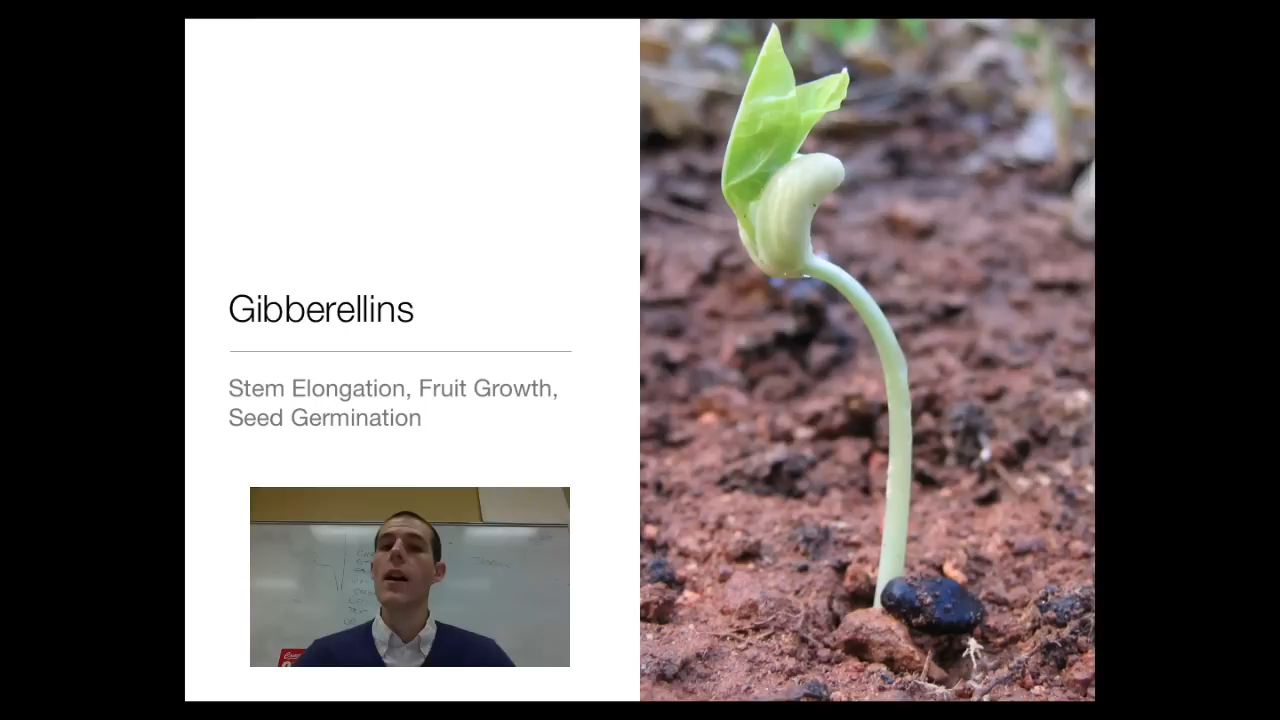 Gibberellins
Stem Elongation, Fruit Growth,
Seed Germination